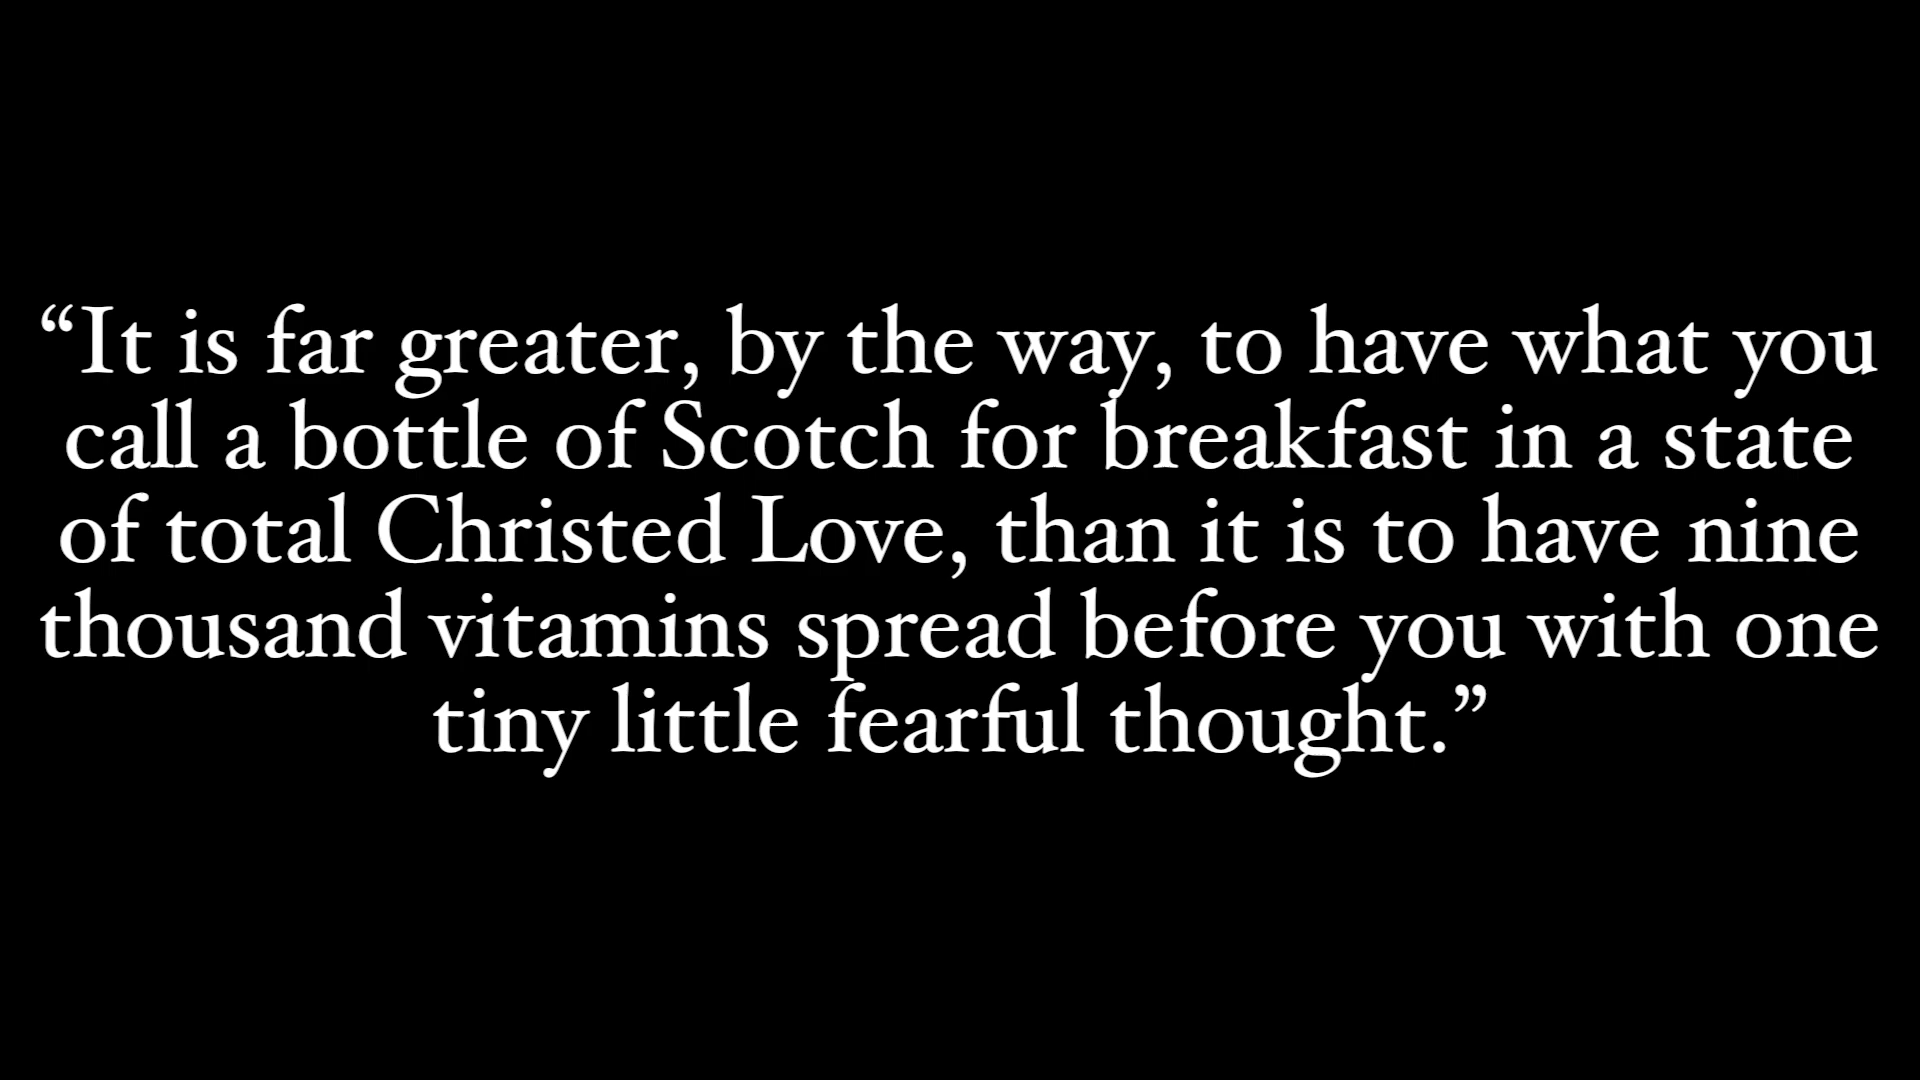 “It is far greater, by the way, to have what you
call a bottle of Scotch for breakfast in a state
of total Christed Love, than it is to have nine
thousand vitamins spread before you with one
tiny little fearful thought.”